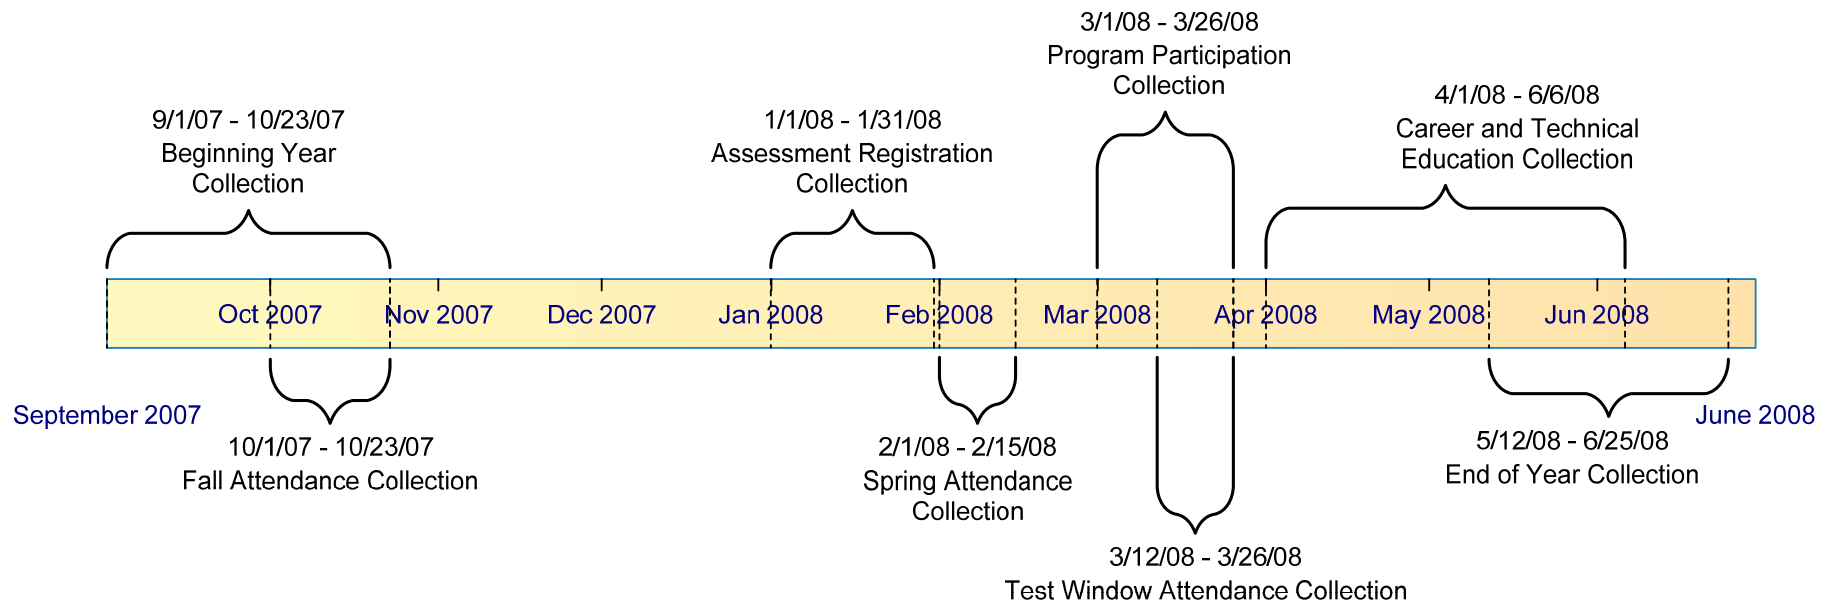 3/1/08 - 3/26/08
Program Participation
Collection
4/1/08 - 6/6/08
Career and Technical
Education Collection
9/1/07 - 10/23/07
Beginning Year
Collection
1/1/08 - 1/31/08
Assessment Registration
Collection
Oct 2007 Nov 2007 Dec 2007 Jan 2008 Feb 2008 Mar 2008 Apr 2008 May 2008 Jun 2008
September 2007
June 2008
10/1/07 - 10/23/07
Fall Attendance Collection
2/1/08 - 2/15/08
Spring Attendance
Collection
5/12/08 - 6/25/08
End of Year Collection
3/12/08 - 3/26/08
Test Window Attendance Collection